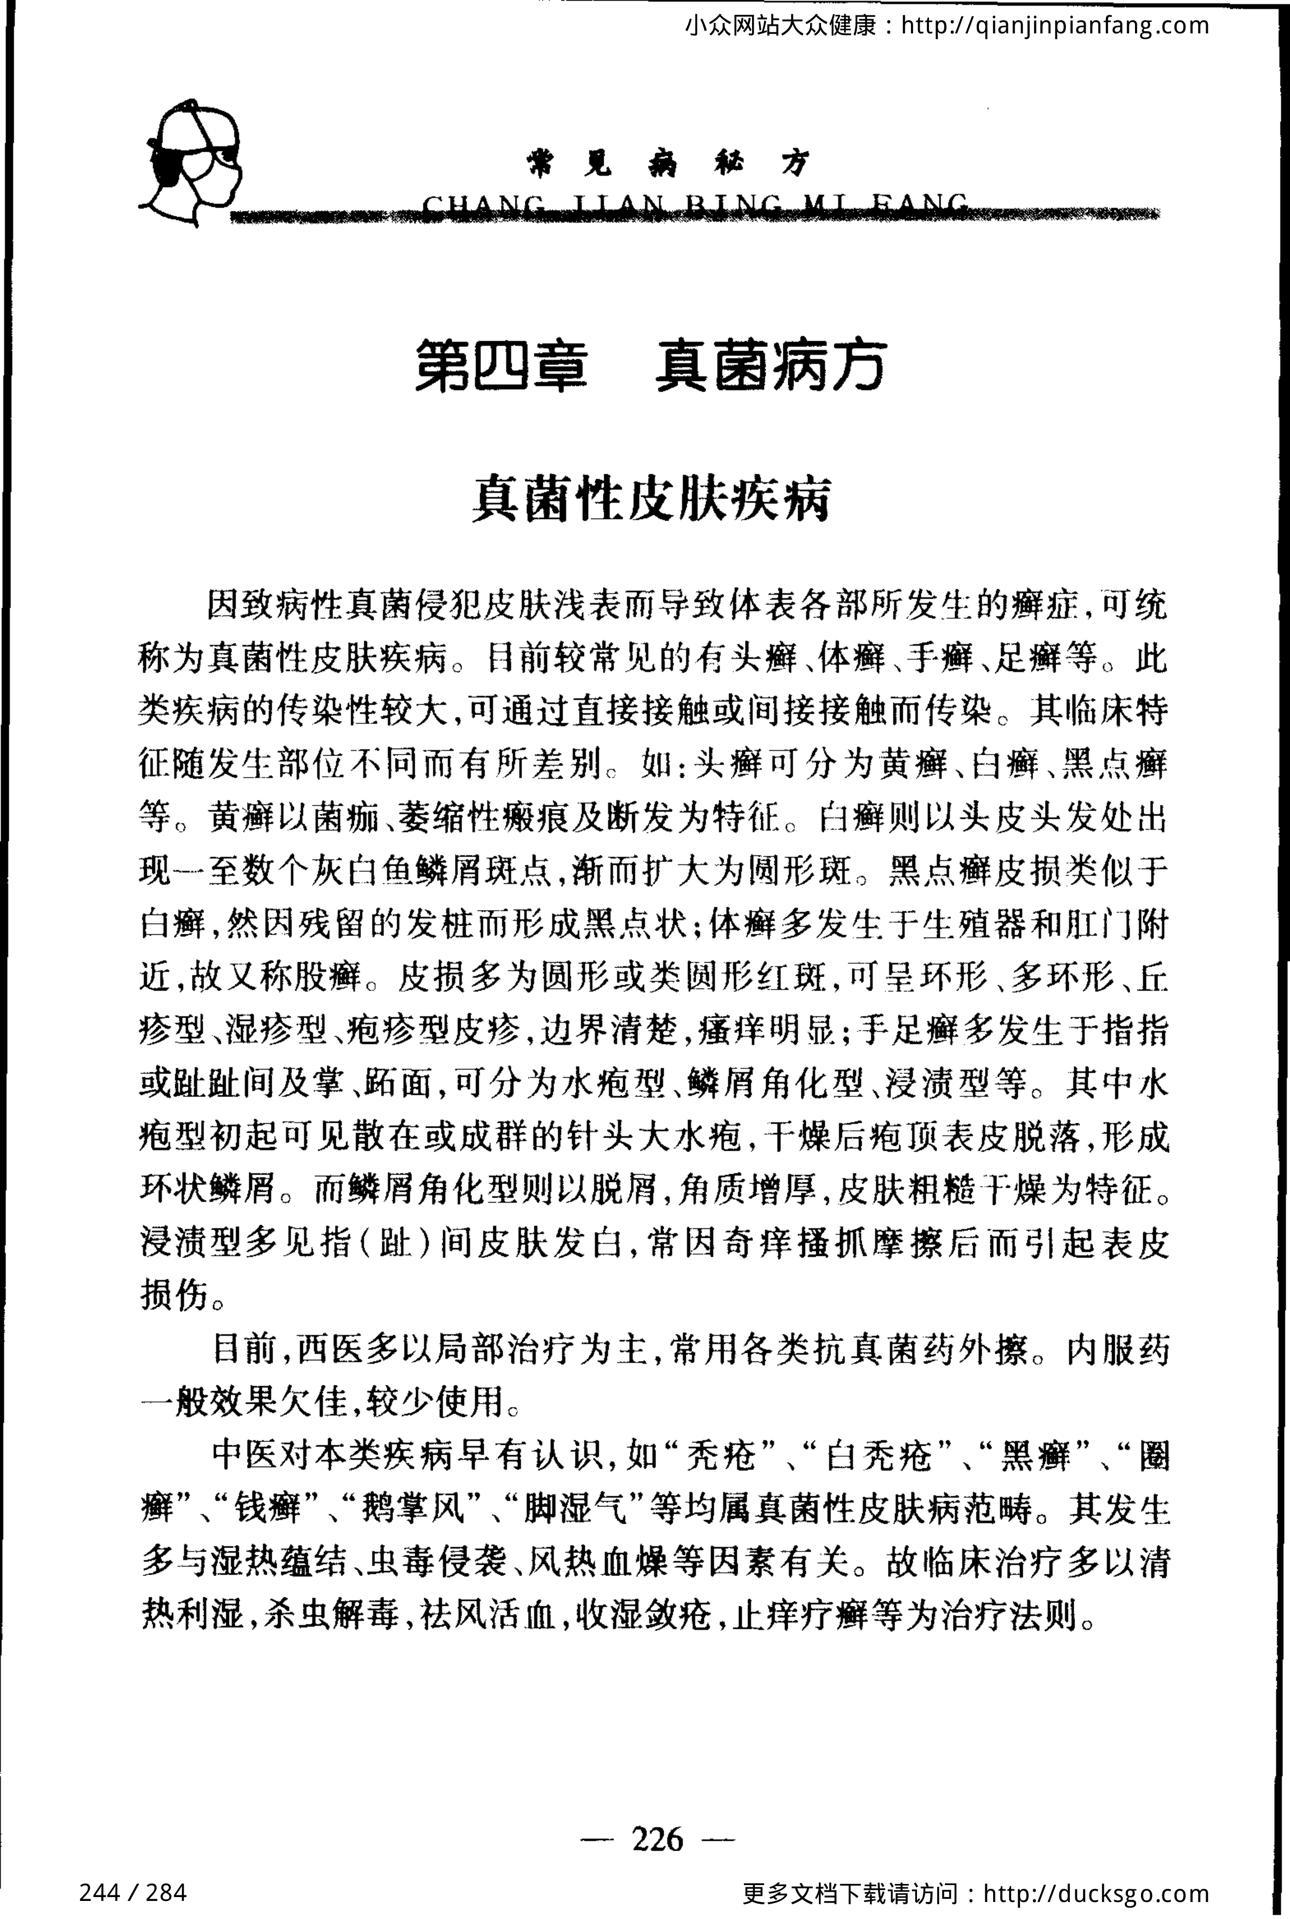 小众网站大众健康：http://qianjinpianfang.com
常见病秘方
CHANG JIAN BING MI FANG
第四章 真菌病方
真菌性皮肤疾病
因致病性真菌侵犯皮肤浅表而导致体表各部所发生的癣症,可统
称为真菌性皮肤疾病。目前较常见的有头癣、体癣、手癣、足癣等。此
类疾病的传染性较大,可通过直接接触或间接接触而传染。其临床特
征随发生部位不同而有所差别。如:头癣可分为黄癣、白癣、黑点癣
等。黄癣以菌痂、萎缩性瘢痕及断发为特征。白癣则以头皮头发处出
现一至数个灰白鱼鳞屑斑点,渐而扩大为圆形斑。黑点癣皮损类似于
白癣,然因残留的发桩而形成黑点状;体癣多发生于生殖器和肛门附
近,故又称股癣。皮损多为圆形或类圆形红斑,可呈环形、多环形、丘
疹型、湿疹型、疱疹型皮疹,边界清楚,瘙痒明显;手足癣多发生于指指
或趾趾间及掌、跖面,可分为水疱型、鳞屑角化型、浸渍型等。其中水
疱型初起可见散在或成群的针头大水疱,干燥后疱顶表皮脱落,形成
环状鳞屑。而鳞屑角化型则以脱屑,角质增厚,皮肤粗糙干燥为特征。
浸渍型多见指(趾)间皮肤发白,常因奇痒搔抓摩擦后而引起表皮
损伤。
目前,西医多以局部治疗为主,常用各类抗真菌药外擦。内服药
一般效果欠佳,较少使用。
中医对本类疾病早有认识,如“秃疮”、“白秃疮”、“黑癣”、“圈
癣”、“钱癣”、“鹅掌风”、“脚湿气”等均属真菌性皮肤病范畴。其发生
多与湿热蕴结、虫毒侵袭、风热血燥等因素有关。故临床治疗多以清
热利湿,杀虫解毒,祛风活血,收湿敛疮,止痒疗癣等为治疗法则。
— 226 —
244 / 284
更多文档下载请访问：http://ducksgo.com